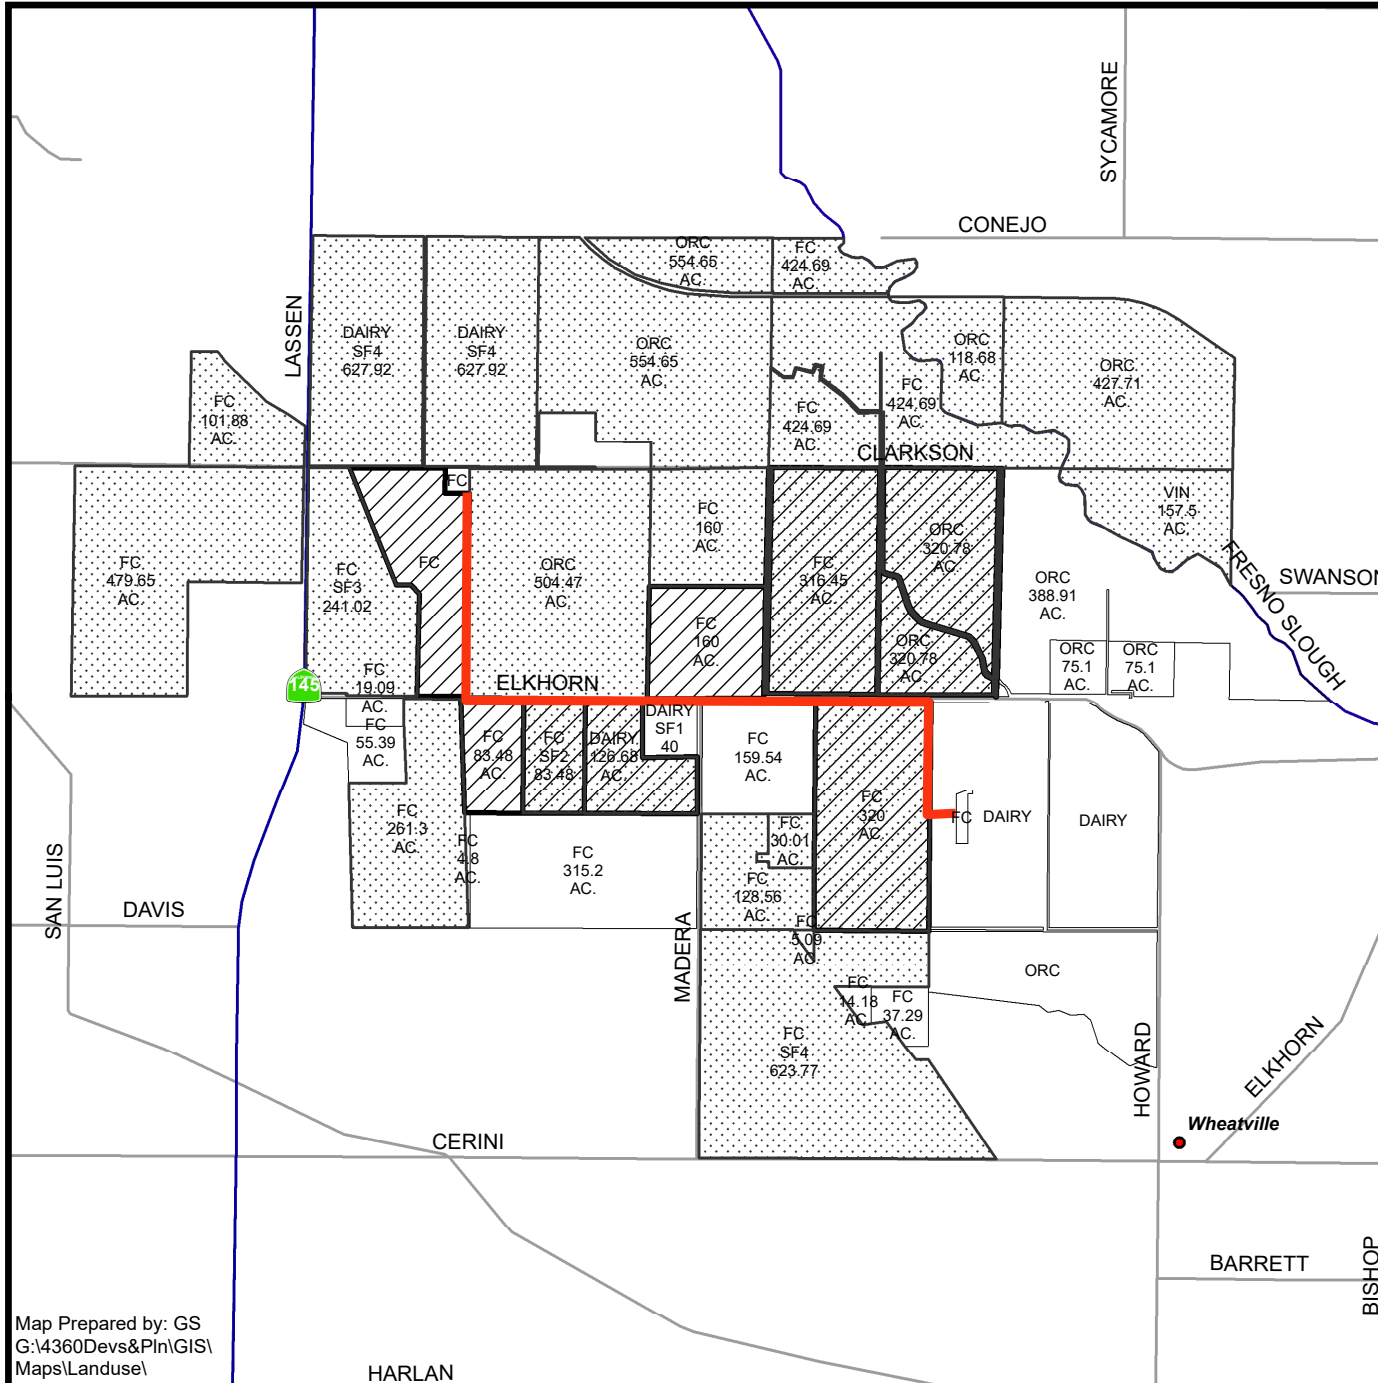 SYCAMORE
CONEJO
ORC
554.65
AC.
FC
424.69
AC.
LASSEN
DAIRY
SF4
627.92
DAIRY
SF4
627.92
ORC
554.65
AC.
ORC
118.68
AC.
ORC
427.71
AC.
FC
101.88
AC.
FC
424.69
AC.
FC
424.69
AC.
CLARKSON
FC
FC
479.65
AC.
FC
SF3
241.02
FC
ORC
504.47
AC.
FC
160
AC.
FC
316.45
AC.
ORC
320.78
AC.
VIN
157.5
AC.
FRESNO SLOUGH
SWANSON
ORC
388.91
AC.
FC
160
AC.
ORC
320.78
AC.
ORC
75.1
AC.
ORC
75.1
AC.
145
FC
19.09
AC.
ELKHORN
FC
55.39
AC.
FC
83.48
AC.
FC
SF2
83.48
DAIRY
126.68
AC.
DAIRY
SF1
40
FC
159.54
AC.
FC
320
AC.
FC
DAIRY
DAIRY
FC
261.3
AC.
FC
4.8
AC.
FC
315.2
AC.
FC
30.01
AC.
FC
128.56
AC.
SAN LUIS
DAVIS
MADERA
FC
5.09
AC.
ORC
FC
14.18
AC.
FC
37.29
AC.
FC
SF4
623.77
HOWARD
ELKHORN
Wheatville
CERINI
BARRETT
BISHOP
Map Prepared by: GS
G:\4360Devs&Pln\GIS\
Maps\Landuse\
HARLAN